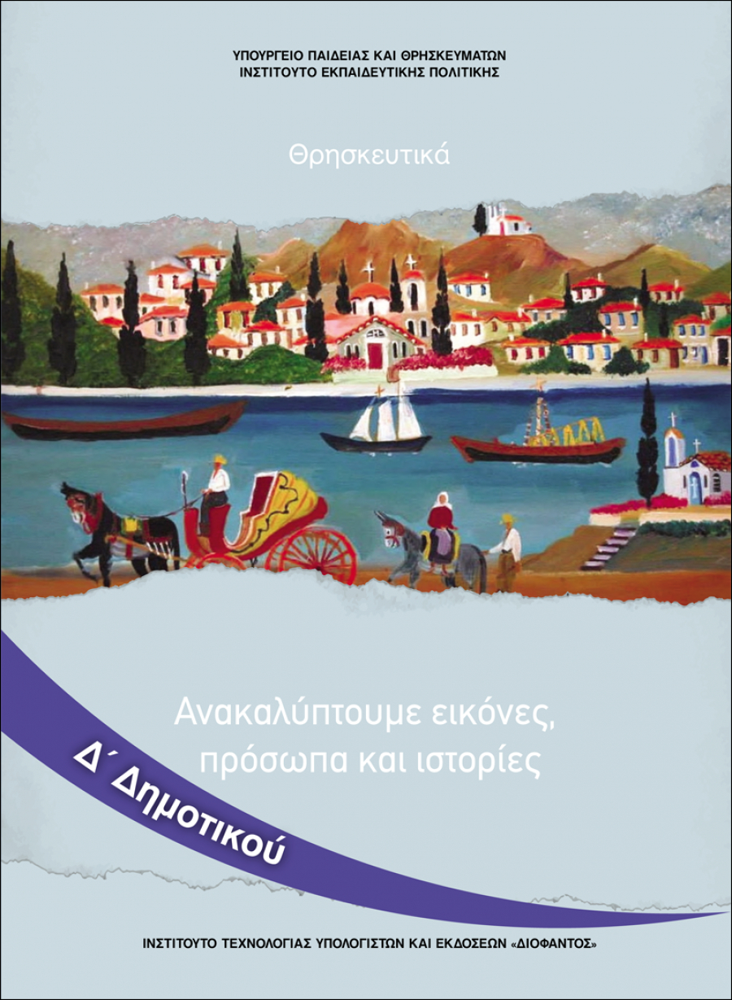 ΥΠΟΥΡΓΕΙΟ ΠΑΙΔΕΙΑΣ ΚΑΙ ΘΡΗΣΚΕΥΜΑΤΩΝ
ΙΝΣΤΙΤΟΥΤΟ ΕΚΠΑΙΔΕΥΤΙΚΗΣ ΠΟΛΙΤΙΚΗΣ
Θρησκευτικά
Ανακαλύπτουμε εικόνες,
πρόσωπα και ιστορίες
Δ΄ Δημοτικού
ΙΝΣΤΙΤΟΥΤΟ ΤΕΧΝΟΛΟΓΙΑΣ ΥΠΟΛΟΓΙΣΤΩΝ ΚΑΙ ΕΚΔΟΣΕΩΝ «ΔΙΟΦΑΝΤΟΣ»